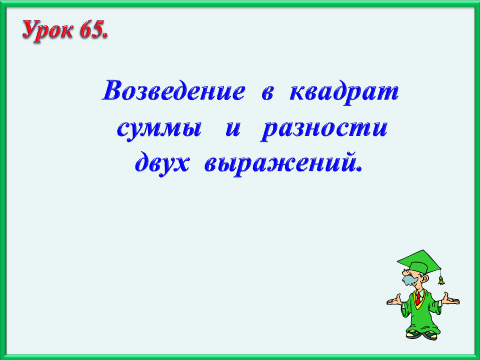 Урок 65.
Возведение в квадрат
суммы и разности
двух выражений.